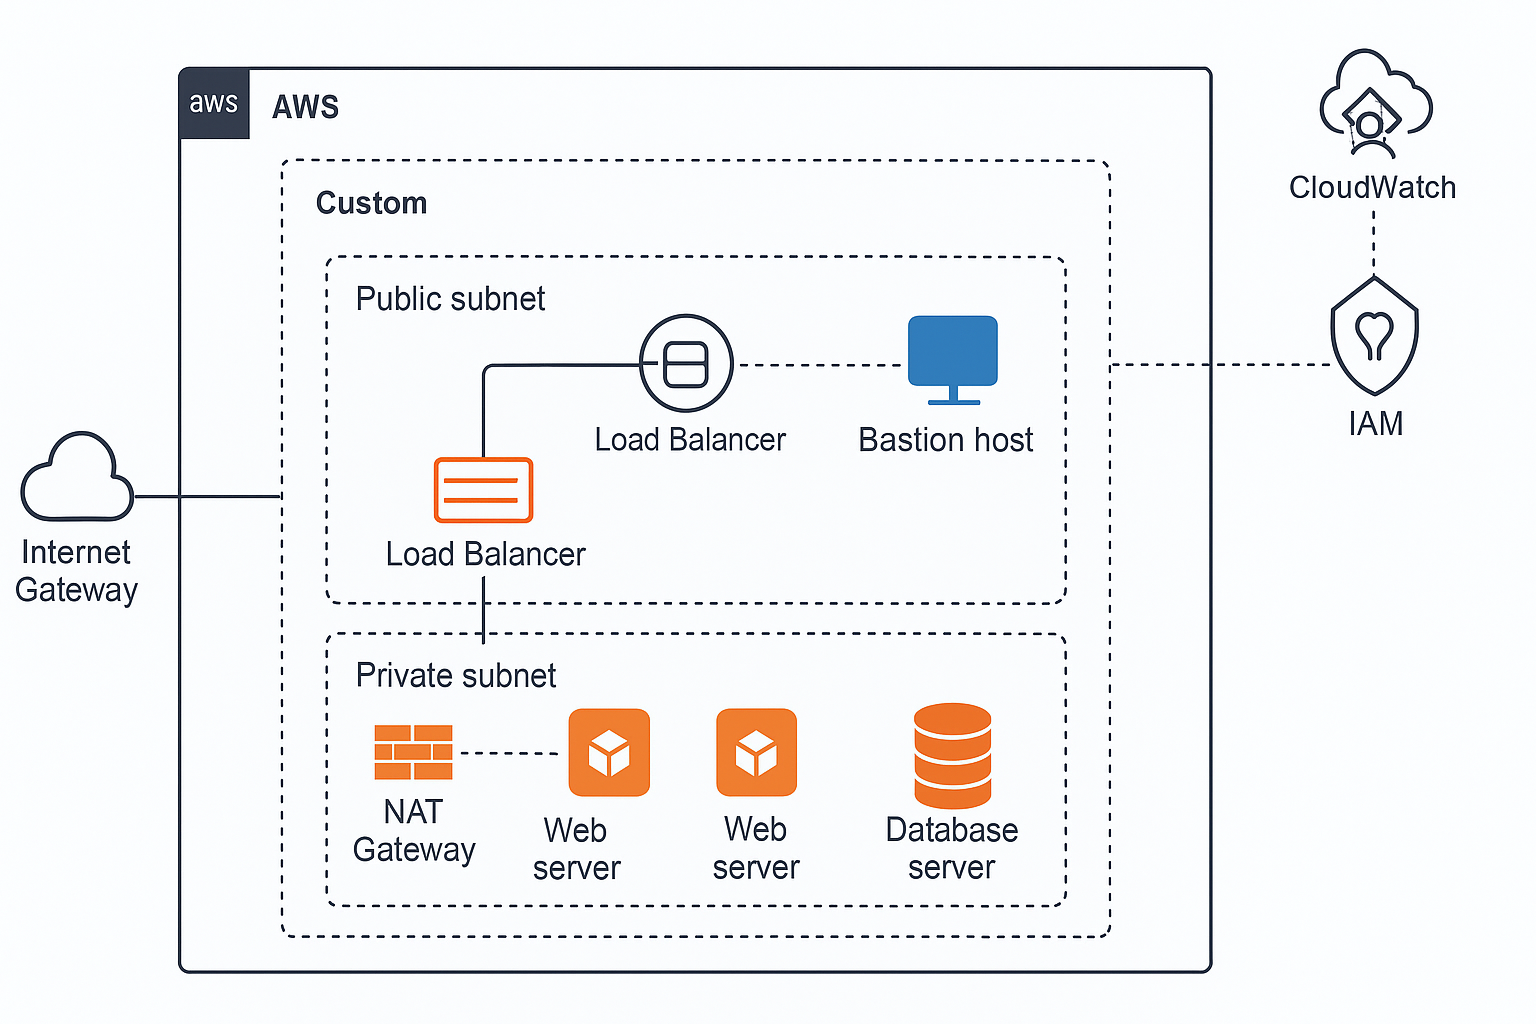 aws
AWS
CloudWatch
Custom
Public subnet
Load Balancer
Bastion host
IAM
Internet
Gateway
Load Balancer
Private subnet
NAT
Gateway
Web
server
Web
server
Database
server